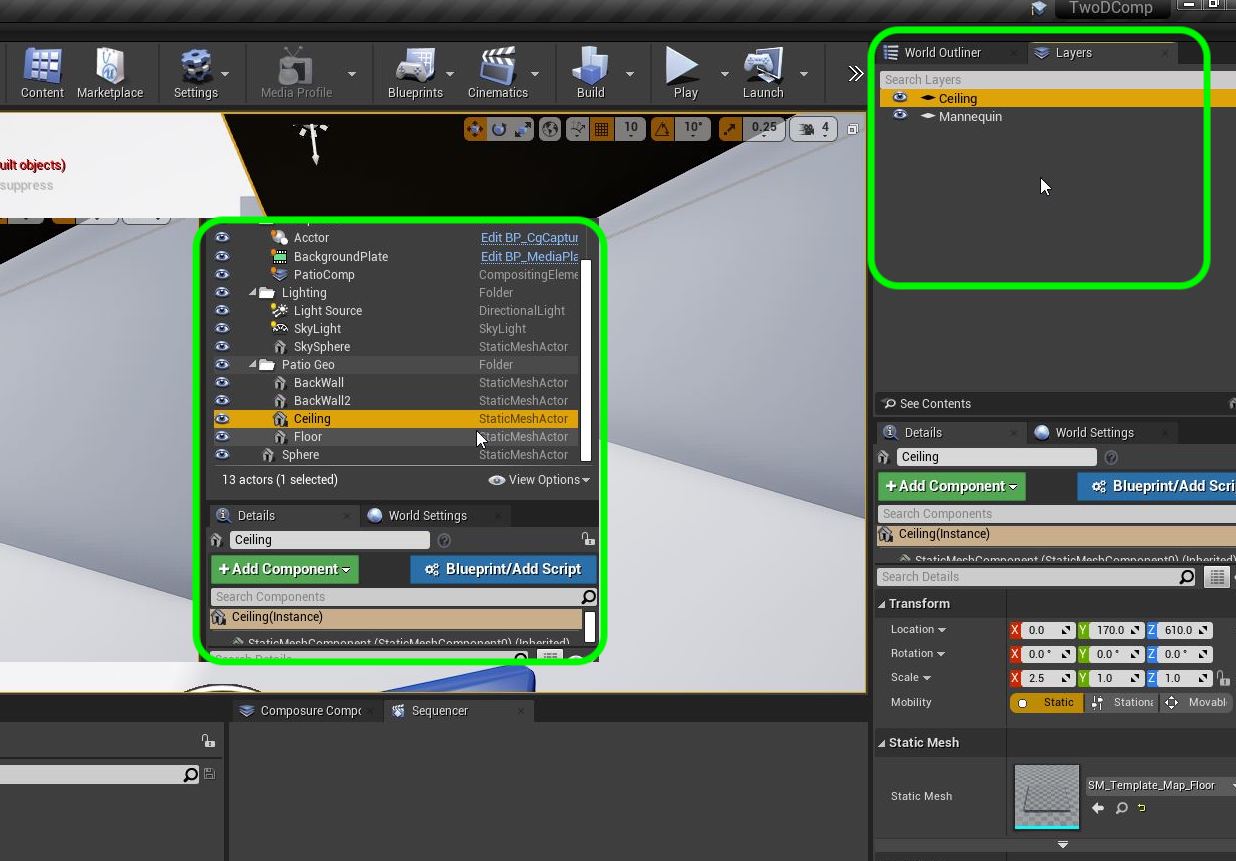 TwoDComp
Content
Marketplace
Settings
Media Profile
Blueprints
Cinematics
Build
Play
Launch
World Outliner
Layers
Search Layers
Ceiling
Mannequin
10
10°
0.25
4
uilt objects)
suppress
Acctor Edit BP_CgCaptur
BackgroundPlate Edit BP_MediaPla
PatioComp CompositingEleme
Lighting Folder
Light Source DirectionalLight
SkyLight SkyLight
SkySphere StaticMeshActor
Patio Geo Folder
BackWall StaticMeshActor
BackWall2 StaticMeshActor
Ceiling StaticMeshActor
Floor StaticMeshActor
Sphere StaticMeshActor
13 actors (1 selected) View Options
Details World Settings
Ceiling
+Add Component Blueprint/Add Script
Search Components
Ceiling(Instance)
StaticMeshComponent (StaticMeshComponent0) (Inherited)
Search Details
See Contents
Details World Settings
Ceiling
+Add Component Blueprint/Add Scri
Search Components
Ceiling(Instance)
StaticMeshComponent (StaticMeshComponent0) (Inherited)
Search Details
Transform
Location X 0.0 Y 170.0 Z 610.0
Rotation X 0.0° Y 0.0° Z 0.0°
Scale X 2.5 Y 1.0 Z 1.0
Mobility Static Stationa Movabl
Static Mesh
Static Mesh SM_Template_Map_Floor
Composure Compo Sequencer